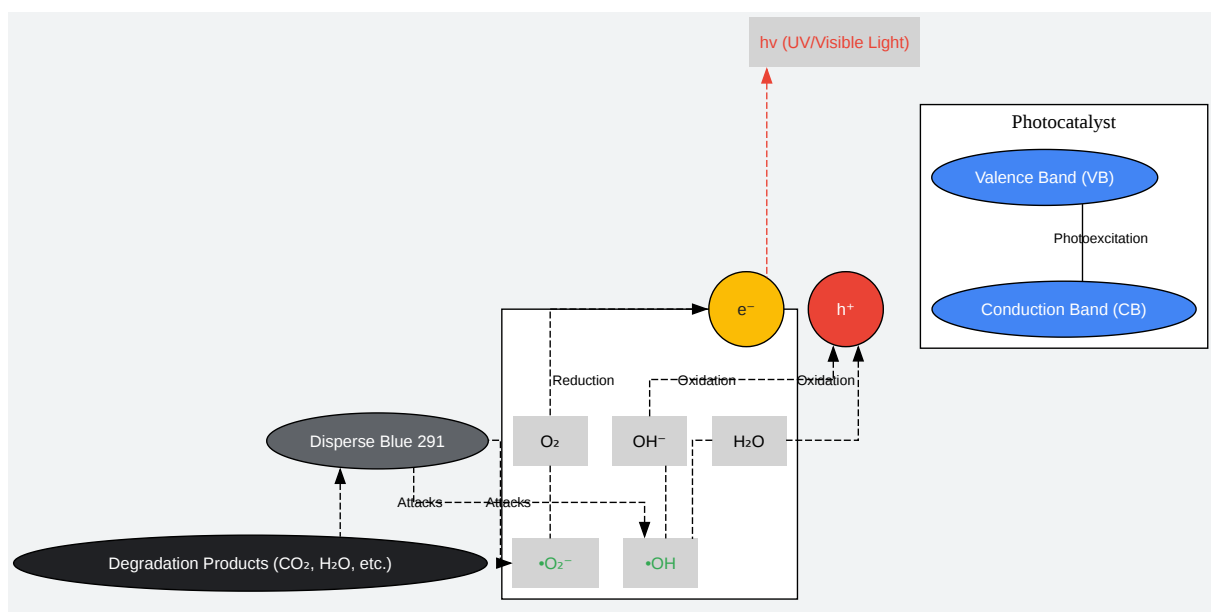 hv (UV/Visible Light)
Photocatalyst
Valence Band (VB)
Photoexcitation
Conduction Band (CB)
e⁻
h⁺
Reduction
Oxidation
Oxidation
Disperse Blue 291
O₂
OH⁻
H₂O
Attacks
Attacks
Degradation Products (CO₂, H₂O, etc.)
•O₂⁻
•OH